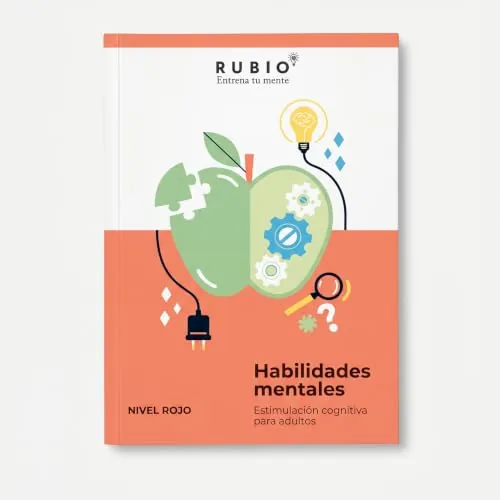 RUBIO
Entrena tu mente
?
Habilidades
mentales
Estimulación cognitiva
para adultos
NIVEL ROJO